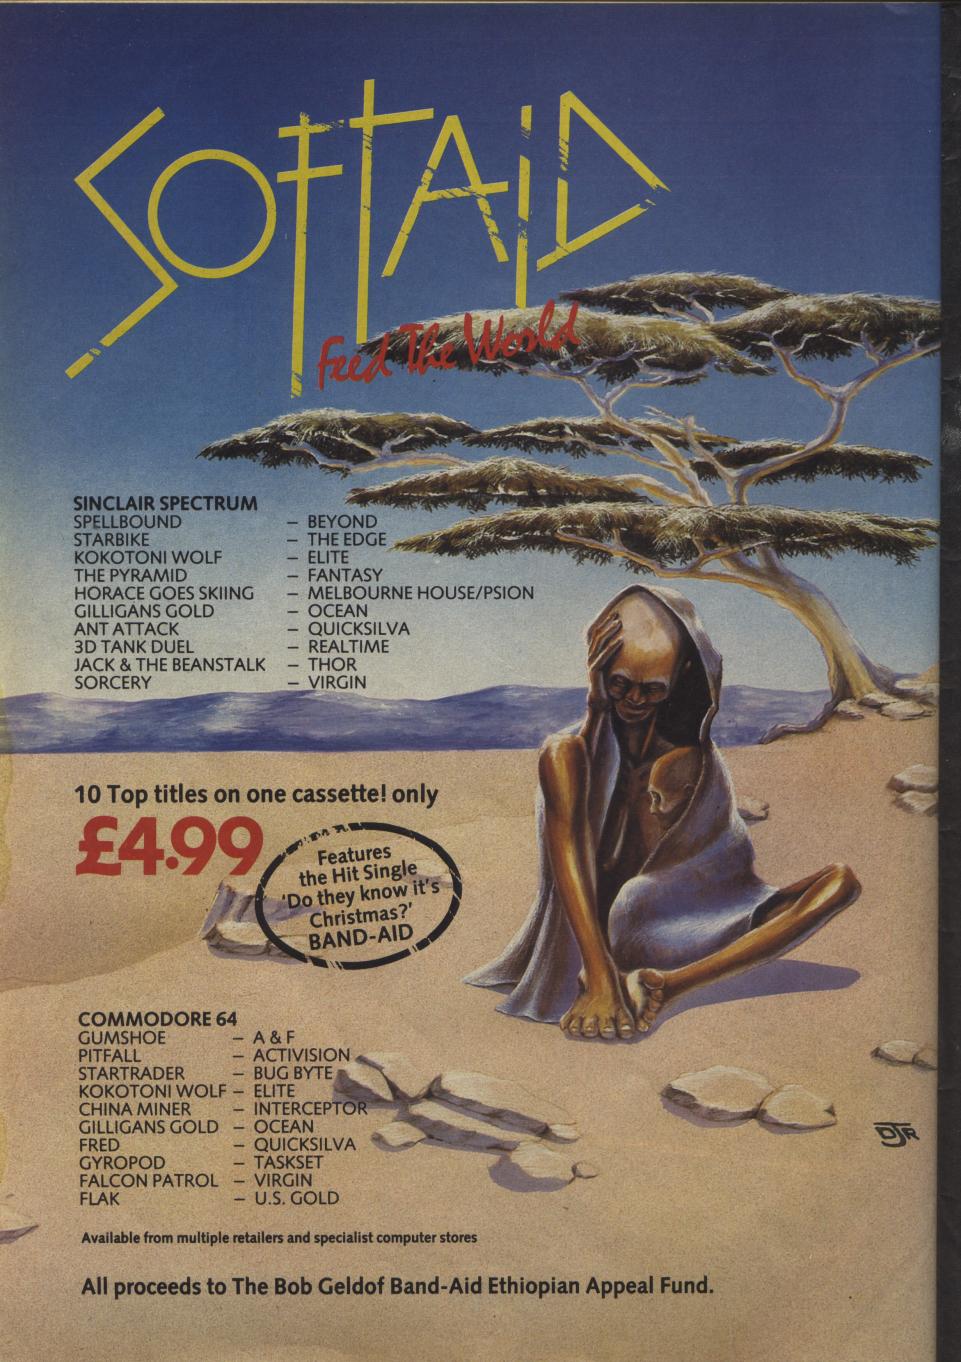 SOFTAID
Feed The World
SINCLAIR SPECTRUM
SPELLBOUND – BEYOND
STARBIKE – THE EDGE
KOKOTONI WOLF – ELITE
THE PYRAMID – FANTASY
HORACE GOES SKIING – MELBOURNE HOUSE/PSION
GILLIGANS GOLD – OCEAN
ANT ATTACK – QUICKSILVA
3D TANK DUEL – REALTIME
JACK & THE BEANSTALK – THOR
SORCERY – VIRGIN
10 Top titles on one cassette! only
£4.99
Features
the Hit Single
'Do they know it's
Christmas?'
BAND-AID
COMMODORE 64
GUMSHOE – A & F
PITFALL – ACTIVISION
STARTRADER – BUG BYTE
KOKOTONI WOLF – ELITE
CHINA MINER – INTERCEPTOR
GILLIGANS GOLD – OCEAN
FRED – QUICKSILVA
GYROPOD – TASKSET
FALCON PATROL – VIRGIN
FLAK – U.S. GOLD
DJR
Available from multiple retailers and specialist computer stores
All proceeds to The Bob Geldof Band-Aid Ethiopian Appeal Fund.